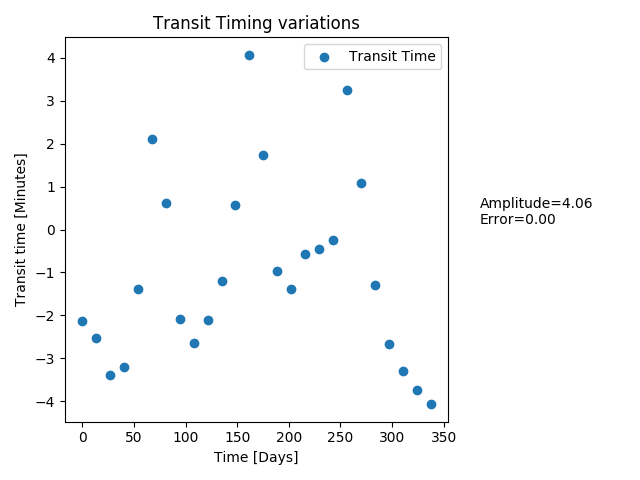 Transit Timing variations
Transit Time
Transit time [Minutes]
4
3
2
1
0
−1
−2
−3
−4
Amplitude=4.06
Error=0.00
0 50 100 150 200 250 300 350
Time [Days]